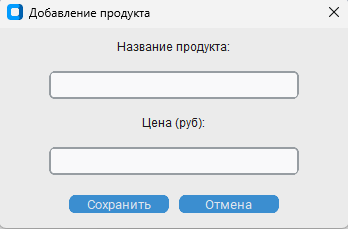 Добавление продукта
Название продукта:
Цена (руб):
Сохранить Отмена